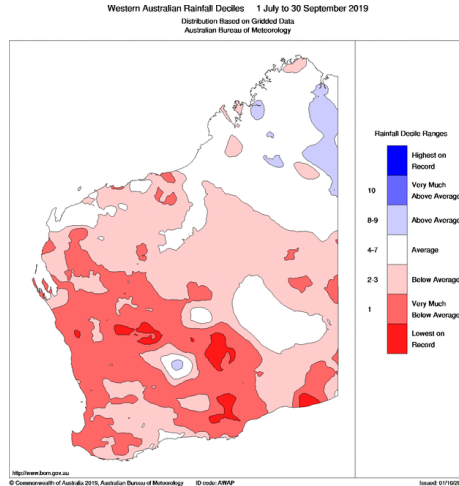 Western Australian Rainfall Deciles 1 July to 30 September 2019
Distribution Based on Gridded Data
Australian Bureau of Meteorology
Rainfall Decile Ranges
Highest on
Record
10 Very Much
Above Average
8-9 Above Average
4-7 Average
2-3 Below Average
1 Very Much
Below Average
Lowest on
Record
http://www.bom.gov.au
© Commonwealth of Australia 2019, Australian Bureau of Meteorology ID code: AWAP Issued: 01/10/20